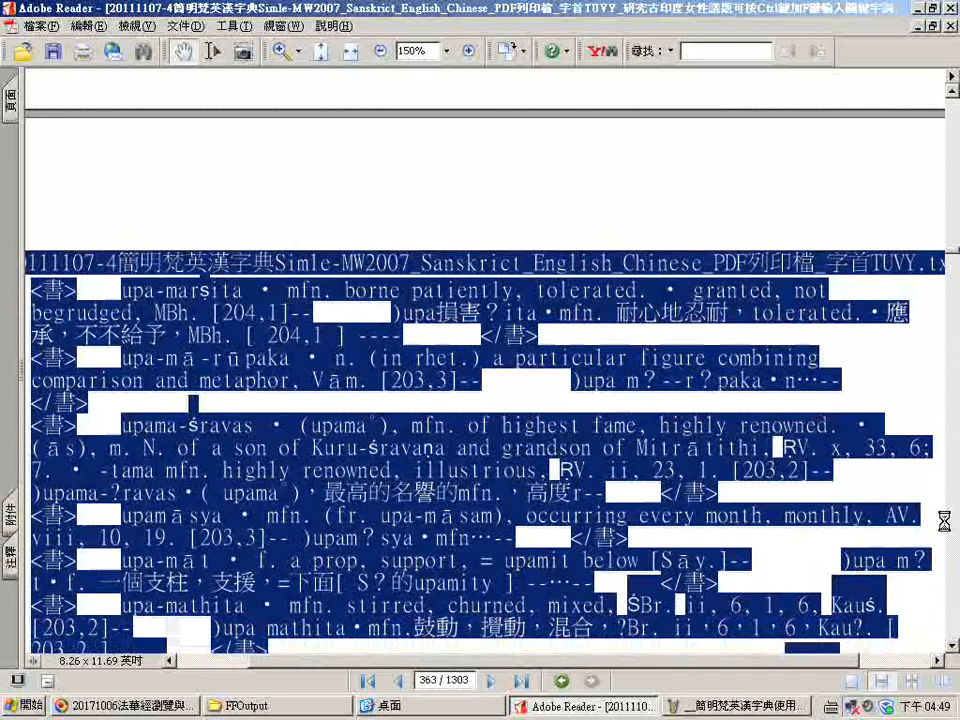 Adobe Reader - [20111107-4簡明梵英漢字典Simle-MW2007_Sanskrict_English_Chinese_PDF列印檔_字首TUVY_研究古印度女性議題可按Ctrl鍵加F鍵輸入關鍵字詞
檔案(F) 編輯(E) 檢視(V) 文件(D) 工具(T) 視窗(W) 說明(H)
150% Y! 尋找:
頁面
附件
注釋
)111107-4簡明梵英漢字典Simle-MW2007_Sanskrict_English_Chinese_PDF列印檔_字首TUVY.tx
<書> upa-marṣita • mfn. borne patiently, tolerated. • granted, not
begrudged, MBh. [204,1]-- )upa損害?ita•mfn. 耐心地忍耐,tolerated.•應
承,不不給予,MBh. [ 204,1 ] ---- </書>
<書> upa-mā-rūpaka • n. (in rhet.) a particular figure combining
comparison and metaphor, Vām. [203,3]-- )upa m?--r?paka•n…--
</書>
<書> upama-śravas • (upama°), mfn. of highest fame, highly renowned. •
(ās), m. N. of a son of Kuru-śravaṇa and grandson of Mitrātithi, RV. x, 33, 6;
7. • -tama mfn. highly renowned, illustrious, RV. ii, 23, 1. [203,2]--
)upama-?ravas•( upama°),最高的名譽的mfn.,高度r-- </書>
<書> upamāsya • mfn. (fr. upa-māsam), occurring every month, monthly, AV.
viii, 10, 19. [203,3]-- )upam?sya•mfn…-- </書>
<書> upa-māt • f. a prop, support, = upamit below [Sāy.]-- )upa m?
t•f. 一個支柱,支援,=下面[ S?的upamity ] --…-- </書>
<書> upa-mathita • mfn. stirred, churned, mixed, ŚBr. ii, 6, 1, 6, Kauś.
[203,2]-- )upa mathita•mfn.鼓動,攪動,混合,?Br. ii,6,1,6,Kau?. [
203,2] </書>
8.26 x 11.69 英吋
363 / 1303
開始 20171006法華經瀏覽與... FFOutput 桌面 Adobe Reader - [2011110... __簡明梵英字典使用... 下午 04:49